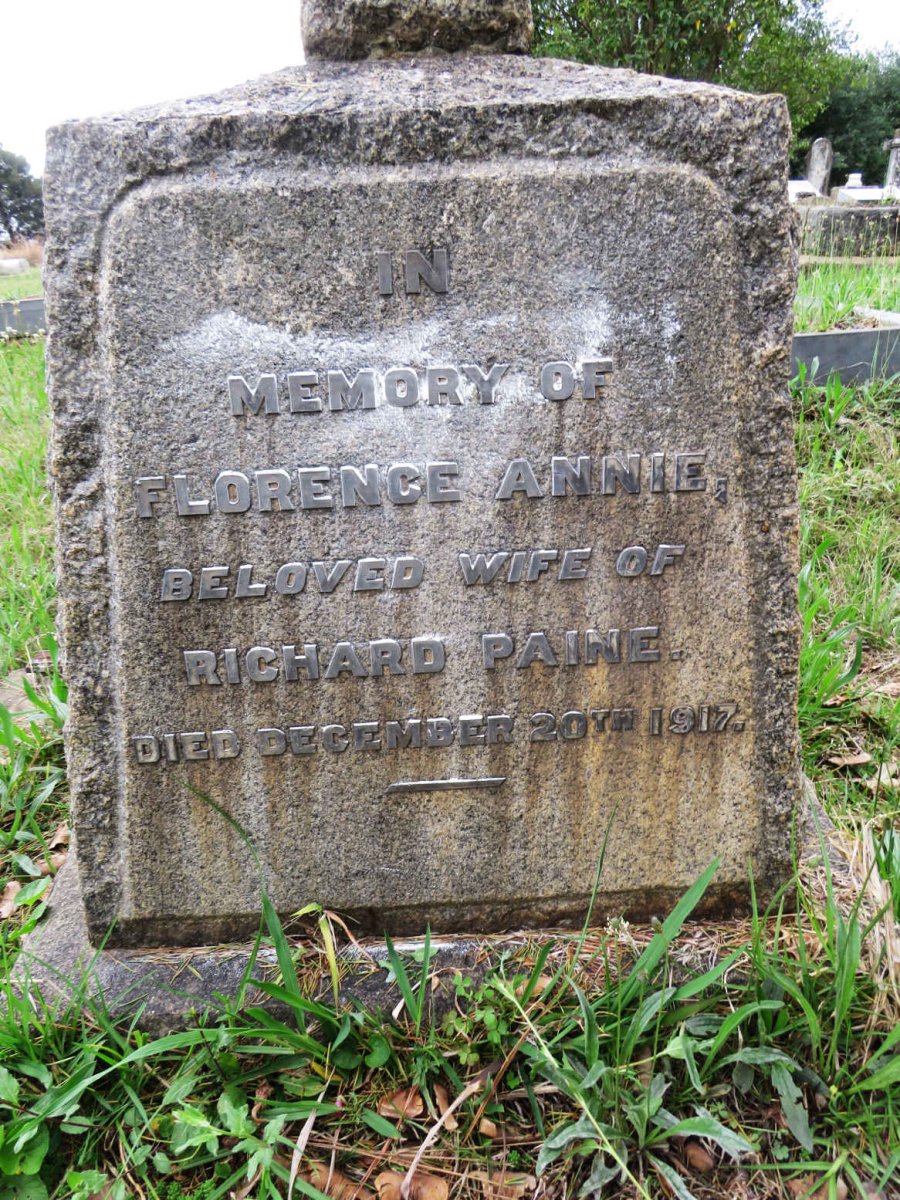 IN
MEMORY OF
FLORENCE ANNIE,
BELOVED WIFE OF
RICHARD PAINE.
DIED DECEMBER 20TH 1917.